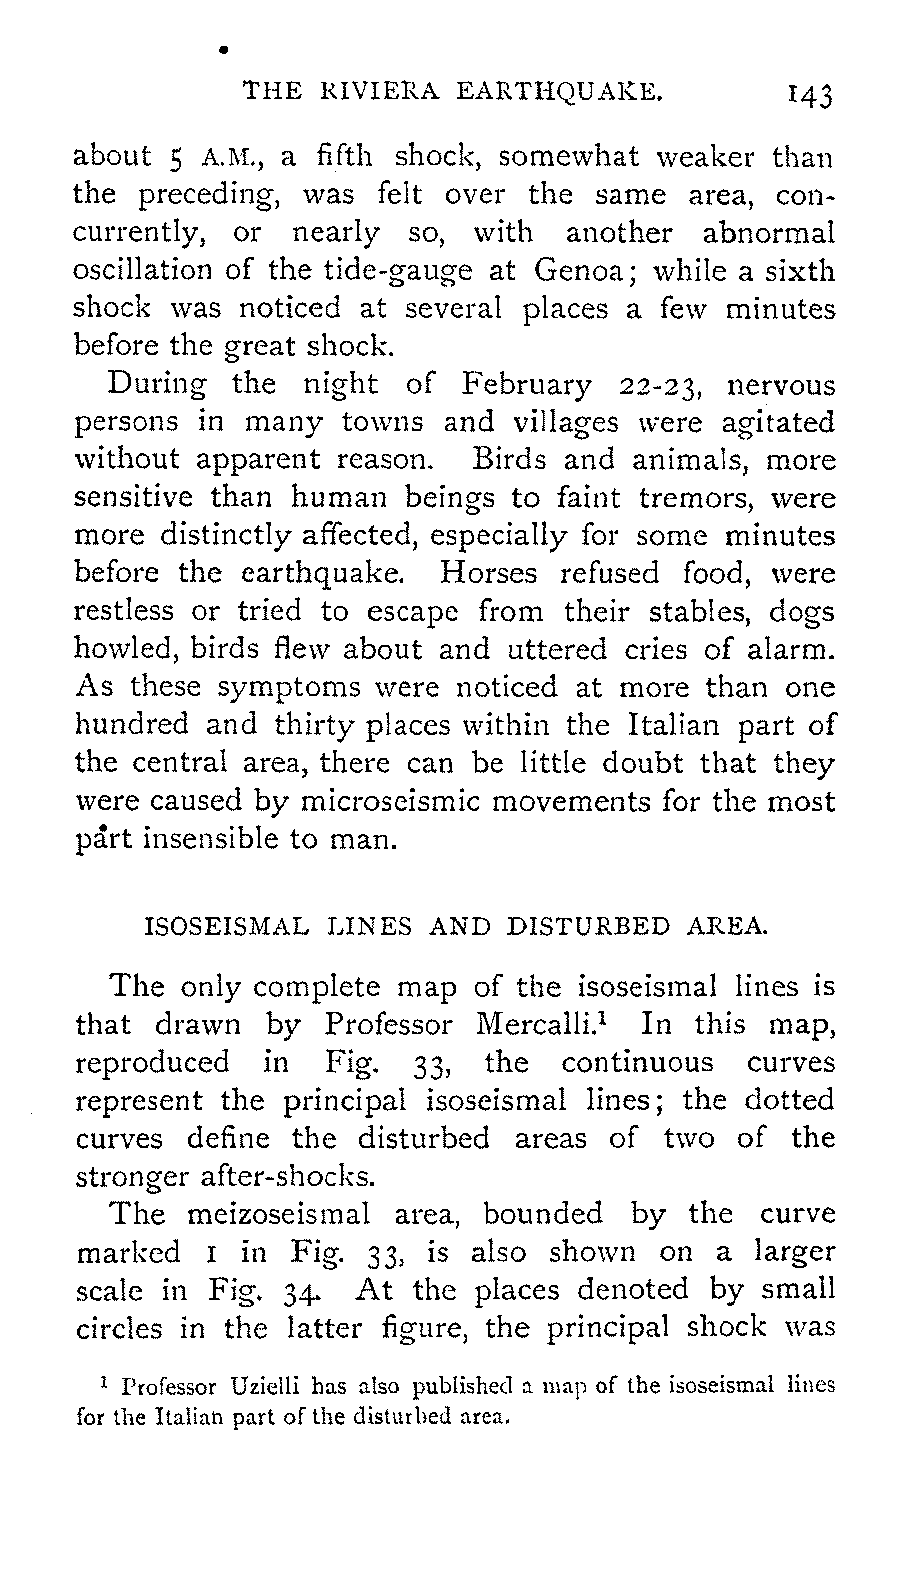 THE RIVIERA EARTHQUAKE. 143
about 5 A.M., a fifth shock, somewhat weaker than
the preceding, was felt over the same area, con-
currently, or nearly so, with another abnormal
oscillation of the tide-gauge at Genoa; while a sixth
shock was noticed at several places a few minutes
before the great shock.
During the night of February 22-23, nervous
persons in many towns and villages were agitated
without apparent reason. Birds and animals, more
sensitive than human beings to faint tremors, were
more distinctly affected, especially for some minutes
before the earthquake. Horses refused food, were
restless or tried to escape from their stables, dogs
howled, birds flew about and uttered cries of alarm.
As these symptoms were noticed at more than one
hundred and thirty places within the Italian part of
the central area, there can be little doubt that they
were caused by microseismic movements for the most
part insensible to man.
ISOSEISMAL LINES AND DISTURBED AREA.
The only complete map of the isoseismal lines is
that drawn by Professor Mercalli.¹ In this map,
reproduced in Fig. 33, the continuous curves
represent the principal isoseismal lines; the dotted
curves define the disturbed areas of two of the
stronger after-shocks.
The meizoseismal area, bounded by the curve
marked 1 in Fig. 33, is also shown on a larger
scale in Fig. 34. At the places denoted by small
circles in the latter figure, the principal shock was
¹ Professor Uzielli has also published a map of the isoseismal lines
for the Italian part of the disturbed area.